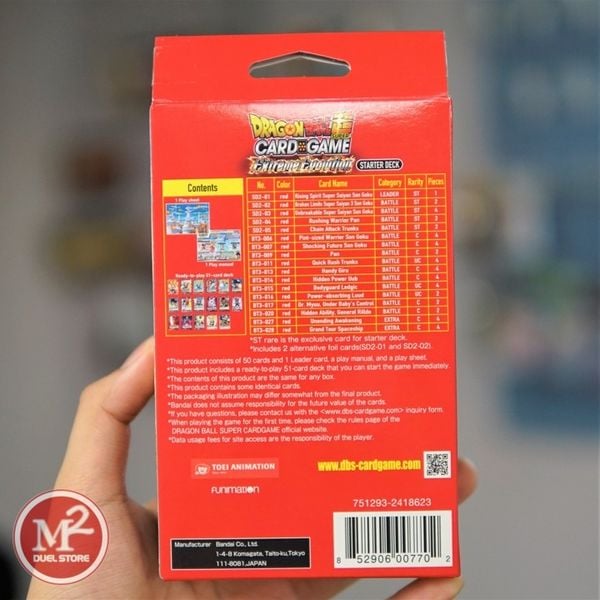 DRAGON BALL 超 SUPER
CARD GAME
EXTREME EVOLUTION STARTER DECK
Contents
1 Play sheet
1 Play manual
Ready-to-play 51-card deck
No. Color Card Name Category Rarity Pieces
SD2-01 red Rising Spirit Super Saiyan Son Goku LEADER ST 1
SD2-02 red Broken Limits Super Saiyan Son Goku BATTLE ST 2
SD2-03 red Unbreakable Super Saiyan Son Goku BATTLE ST 4
SD2-04 red Rushing Warrior Pan BATTLE ST 2
SD2-05 red Chain Attack Trunks BATTLE ST 2
BT3-006 red Pint-sized Warrior Son Goku BATTLE C 4
BT3-007 red Shocking Future Son Goku BATTLE C 4
BT3-009 red Pan BATTLE C 2
BT3-011 red Quick Rush Trunks BATTLE UC 4
BT3-013 red Handy Giru BATTLE C 4
BT3-014 red Hidden Power Uub BATTLE C 4
BT3-015 red Bodyguard Ledgic BATTLE UC
BT3-016 red Power-absorbing Luud BATTLE C
BT3-017 red Dr. Myuu, Under Baby's Control BATTLE C
BT3-020 red Hidden Ability, General Rilldo BATTLE C
BT3-027 red Unending Awakening EXTRA C
BT3-028 red Grand Tour Spaceship EXTRA C 4
*ST rare is the exclusive card for starter deck.
*Includes 2 alternative foil cards(SD2-01 and SD2-02).
*This product consists of 50 cards and 1 Leader card, a play manual, and a play sheet.
*This product includes a ready-to-play 51-card deck that you can start the game immediately.
*The contents of this product are the same for any box.
*This product contains some identical cards.
*The packaging illustration may differ somewhat from the final product.
*Bandai does not assume responsibility for the future value of the cards.
*If you have questions, please contact us with the <www.dbs-cardgame.com> inquiry form.
*When playing the game for the first time, please check the rules page of the
DRAGON BALL SUPER CARDGAME official website.
*Data usage fees for site access are the responsibility of the player.
TOEI ANIMATION
www.dbs-cardgame.com
FUNIMATION
751293-2418623
Manufacturer Bandai Co., Ltd.
1-4-8 Komagata, Taito-ku,Tokyo
111-8081,JAPAN
8 52906 00770 2
M2
DUEL STORE